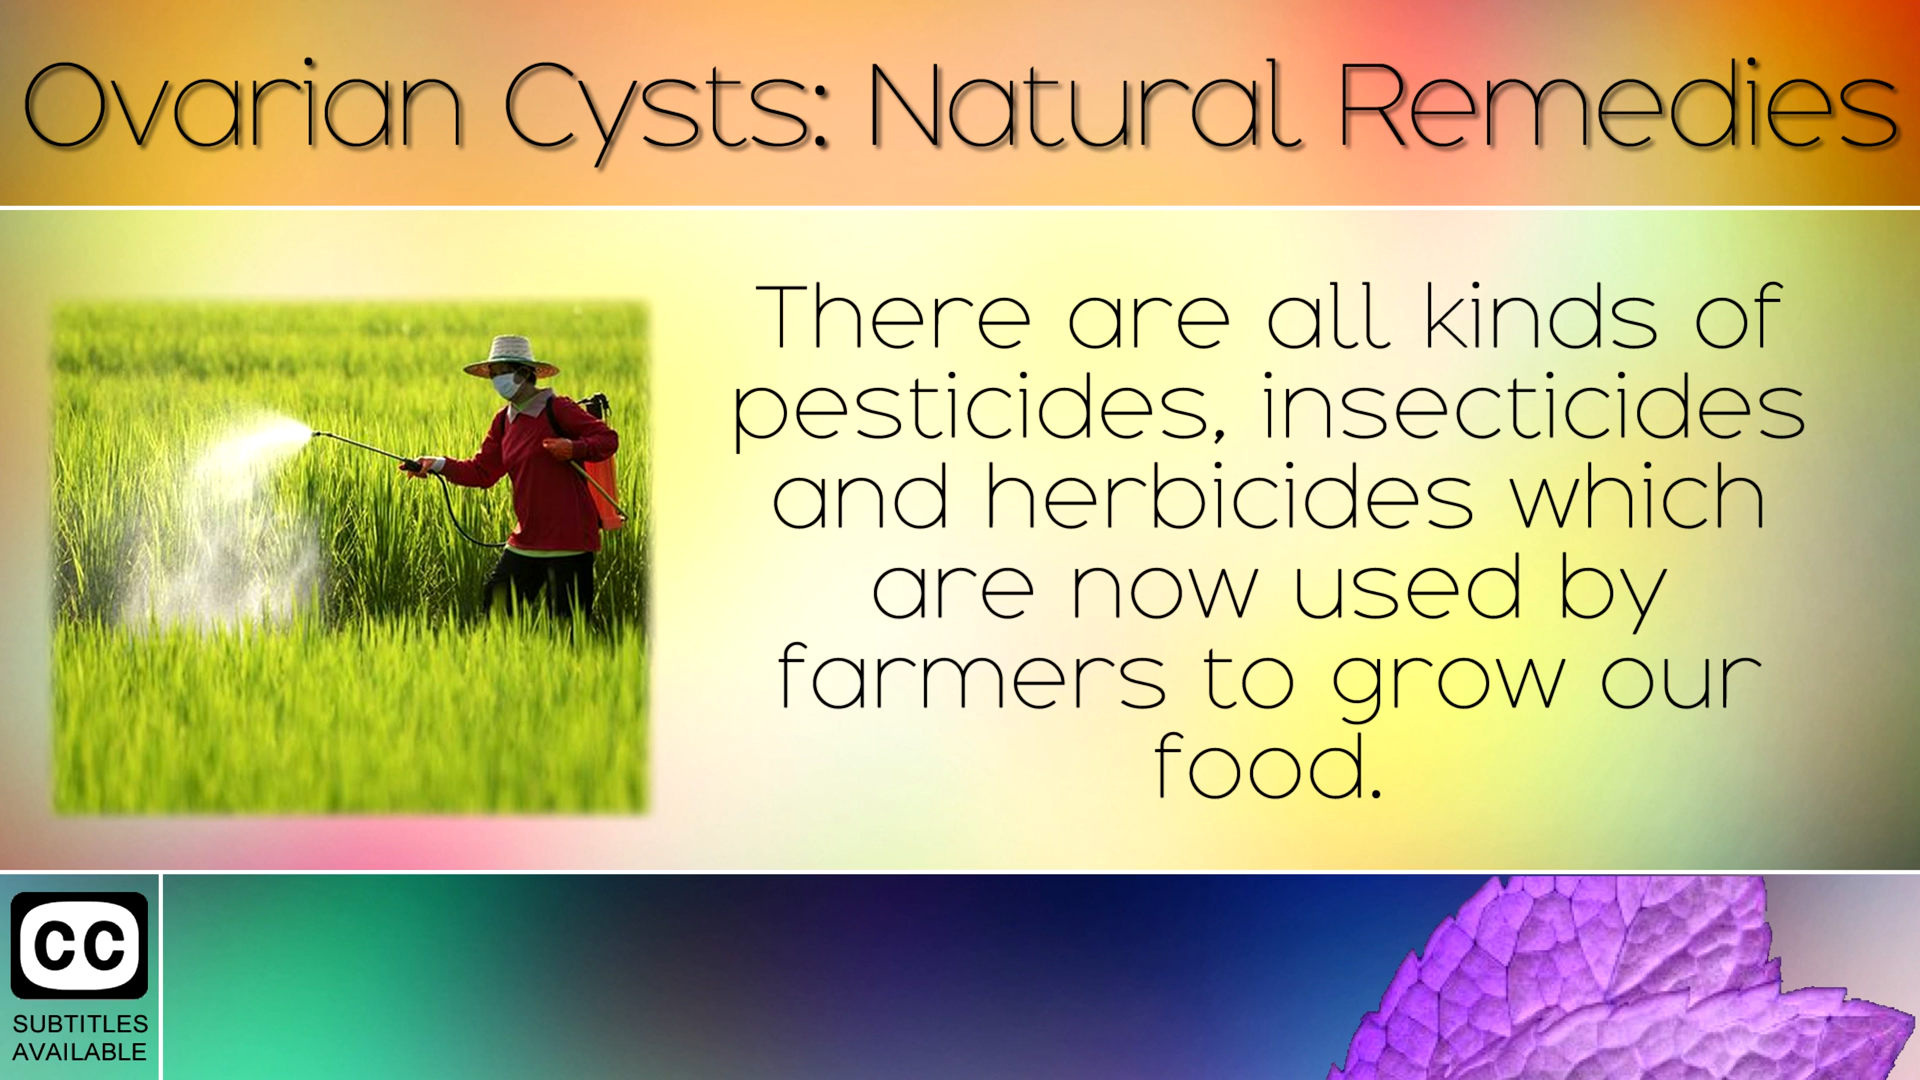 Ovarian Cysts: Natural Remedies
There are all kinds of
pesticides, insecticides
and herbicides which
are now used by
farmers to grow our
food.
CC
SUBTITLES
AVAILABLE